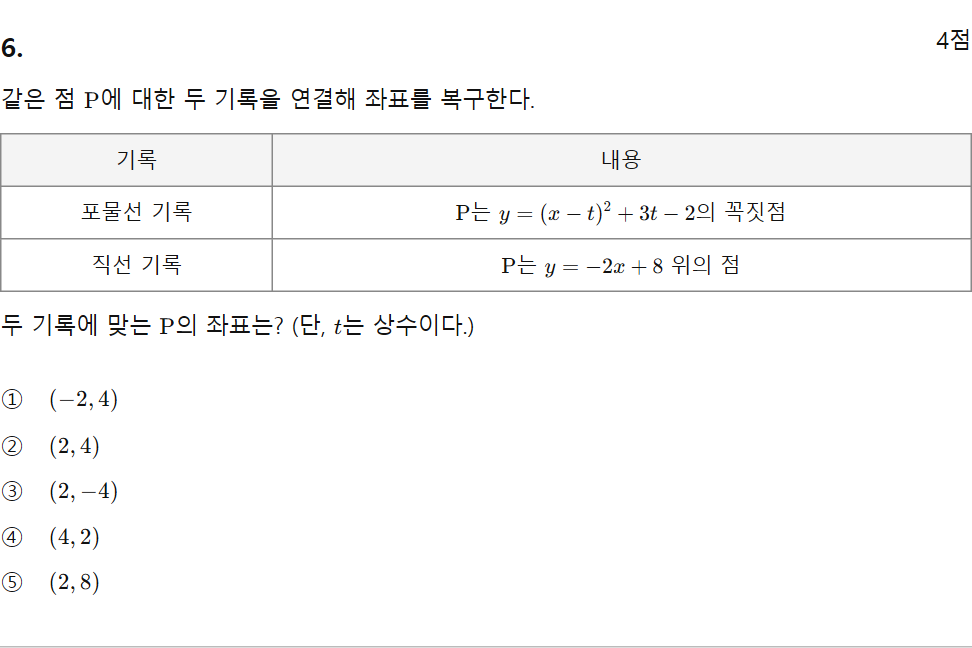 6.
4점
같은 점 P에 대한 두 기록을 연결해 좌표를 복구한다.
기록 내용
포물선 기록 P는 y = (x − t)² + 3t − 2의 꼭짓점
직선 기록 P는 y = −2x + 8 위의 점
두 기록에 맞는 P의 좌표는? (단, t는 상수이다.)
① (−2, 4)
② (2, 4)
③ (2, −4)
④ (4, 2)
⑤ (2, 8)